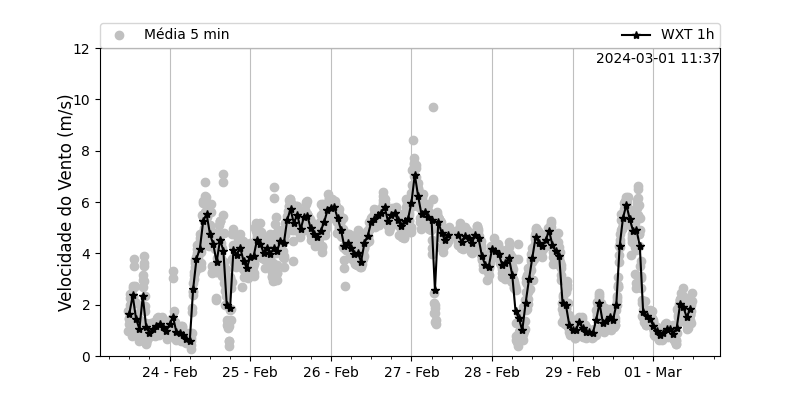 Média 5 min
WXT 1h
2024-03-01 11:37
Velocidade do Vento (m/s)
12
10
8
6
4
2
0
24 - Feb
25 - Feb
26 - Feb
27 - Feb
28 - Feb
29 - Feb
01 - Mar